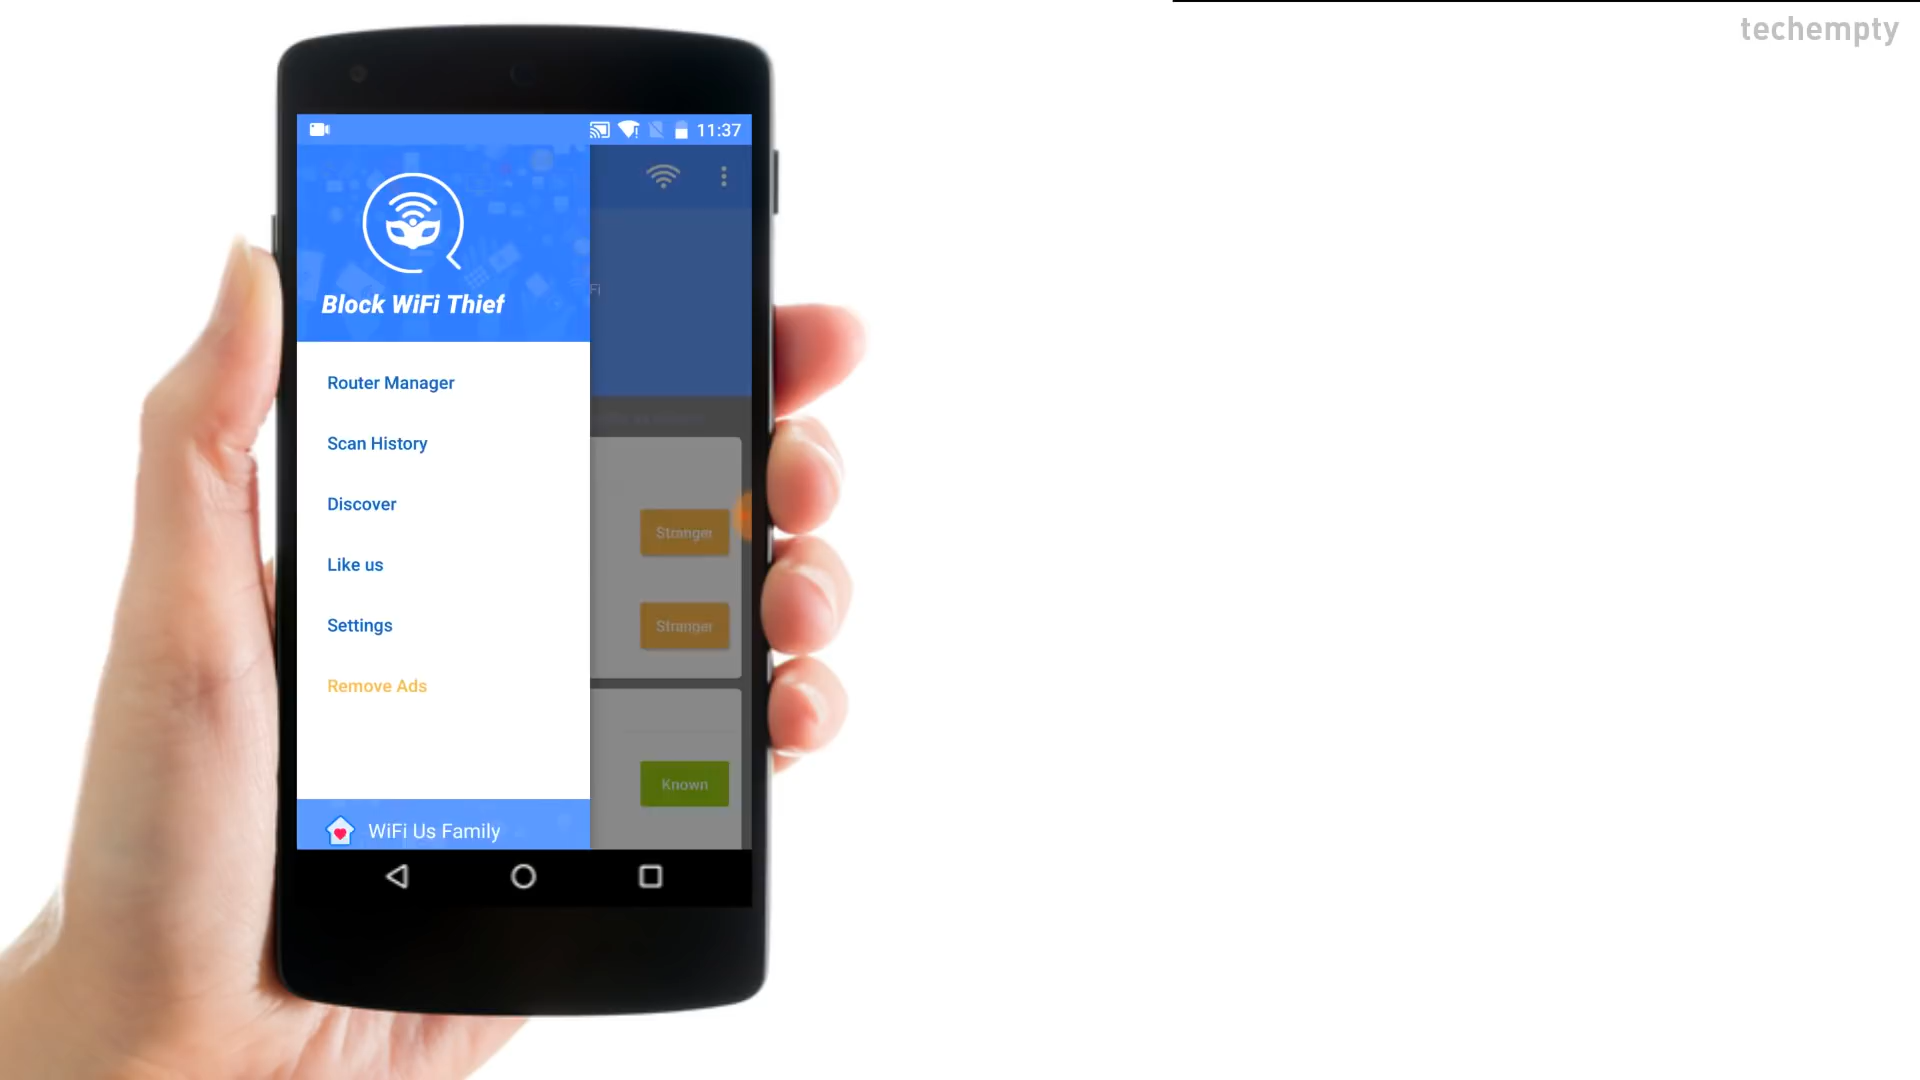 techempty
11:37
Block WiFi Thief
Fi
Router Manager
Scan History
Discover
Stranger
Like us
Settings
Stranger
Remove Ads
Known
WiFi Us Family